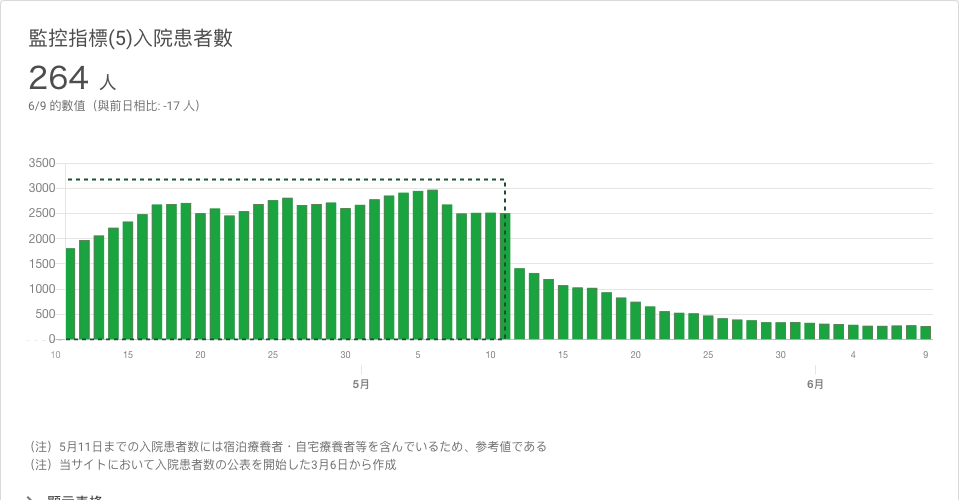 監控指標(5)入院患者數
264 人
6/9 的數值（與前日相比: -17 人）
3500
3000
2500
2000
1500
1000
500
0
10 15 20 25 30 5 10 15 20 25 30 4 9
5月 6月
（注）5月11日までの入院患者数には宿泊療養者・自宅療養者等を含んでいるため、参考値である
（注）当サイトにおいて入院患者数の公表を開始した3月6日から作成
顯示表格